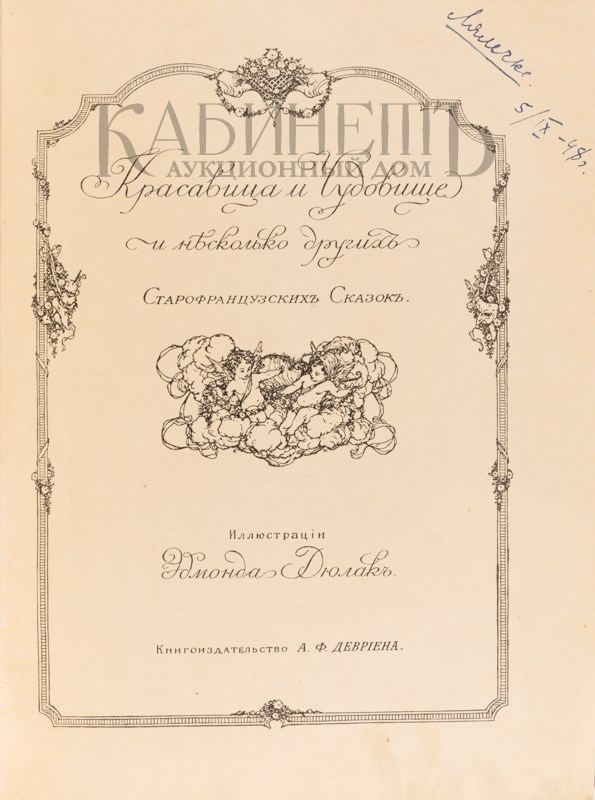 Лялечке.
5/IX-48г.
КАБИНЕТЪ
АУКЦИОННЫЙ ДОМ
Красавица и Чудовище
и нѣсколько другихъ
Старофранцузскихъ Сказокъ.
Иллюстраціи
Эдмонда Дюлакъ.
Книгоиздательство А. Ф. ДЕВРІЕНА.